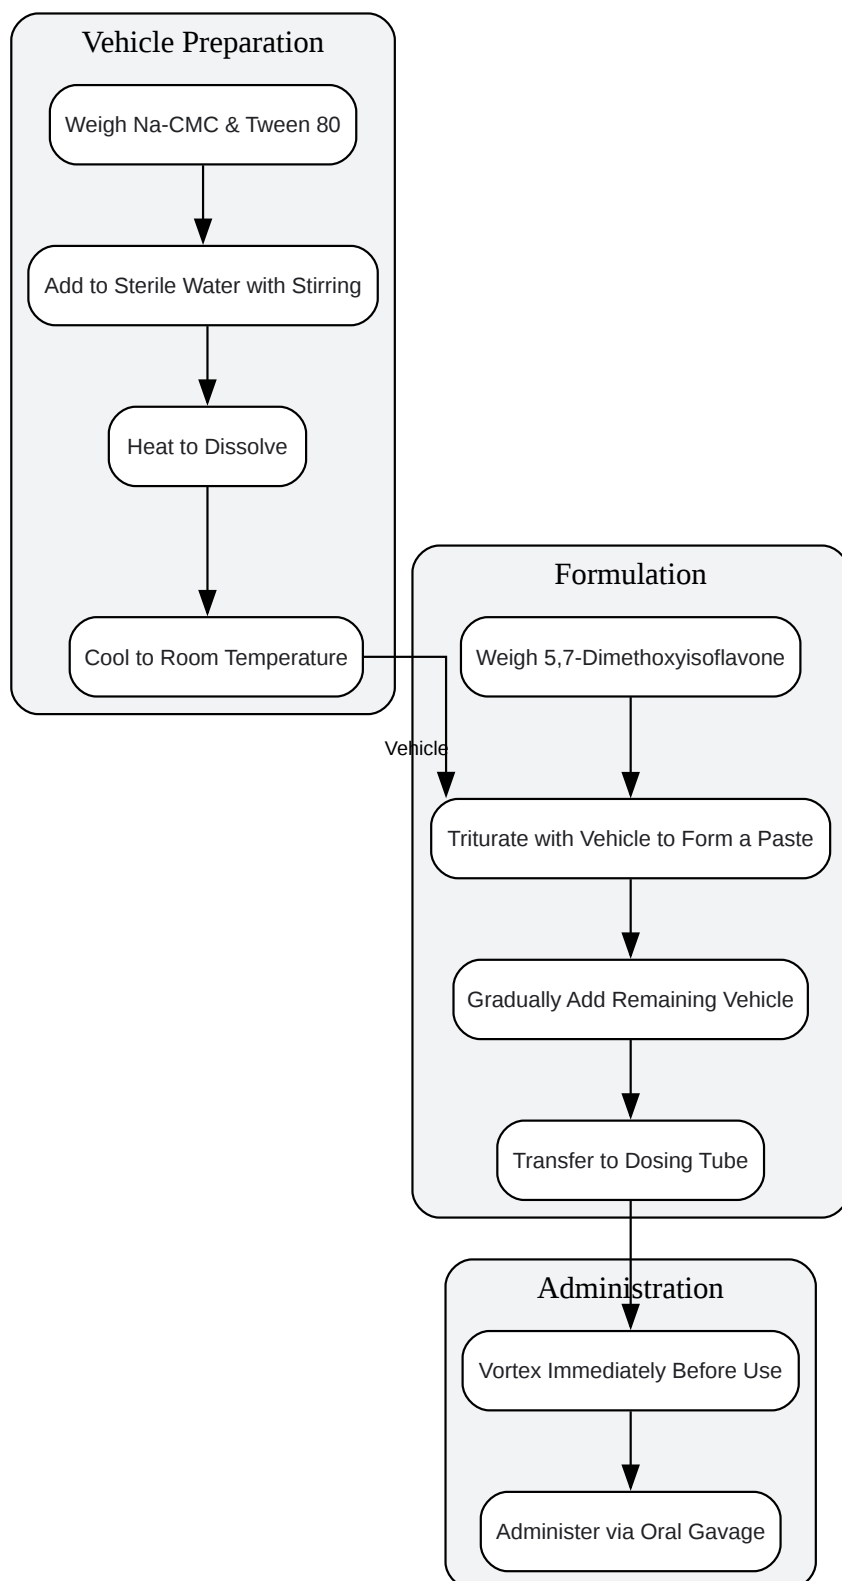 Vehicle Preparation
Weigh Na-CMC & Tween 80
Add to Sterile Water with Stirring
Heat to Dissolve
Cool to Room Temperature
Vehicle
Formulation
Weigh 5,7-Dimethoxyisoflavone
Triturate with Vehicle to Form a Paste
Gradually Add Remaining Vehicle
Transfer to Dosing Tube
Administration
Vortex Immediately Before Use
Administer via Oral Gavage